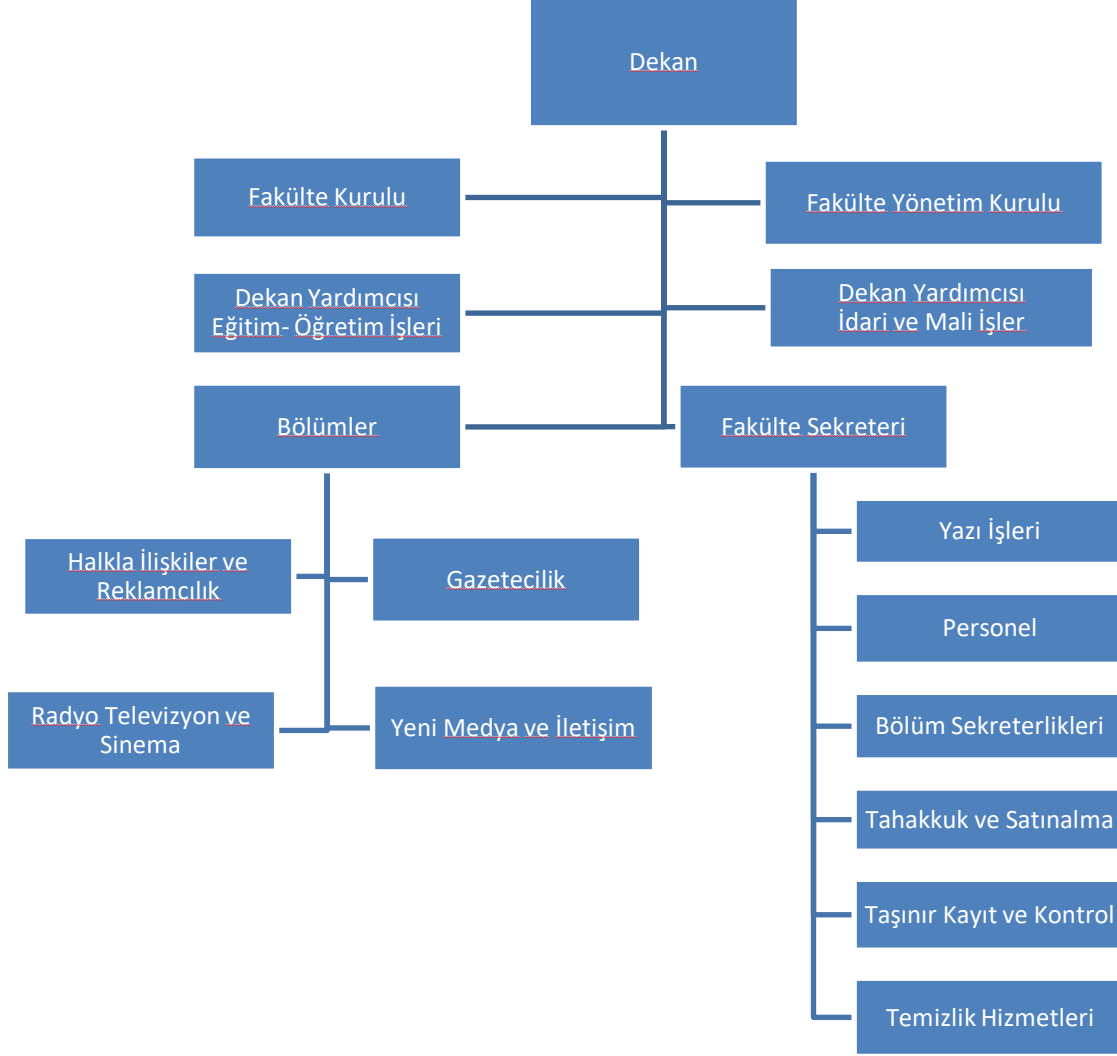 Dekan
Fakülte Kurulu
Fakülte Yönetim Kurulu
Dekan Yardımcısı
Eğitim- Öğretim İşleri
Dekan Yardımcısı
İdari ve Mali İşler
Bölümler
Fakülte Sekreteri
Halkla İlişkiler ve
Reklamcılık
Gazetecilik
Radyo Televizyon ve
Sinema
Yeni Medya ve İletişim
Yazı İşleri
Personel
Bölüm Sekreterlikleri
Tahakkuk ve Satınalma
Taşınır Kayıt ve Kontrol
Temizlik Hizmetleri